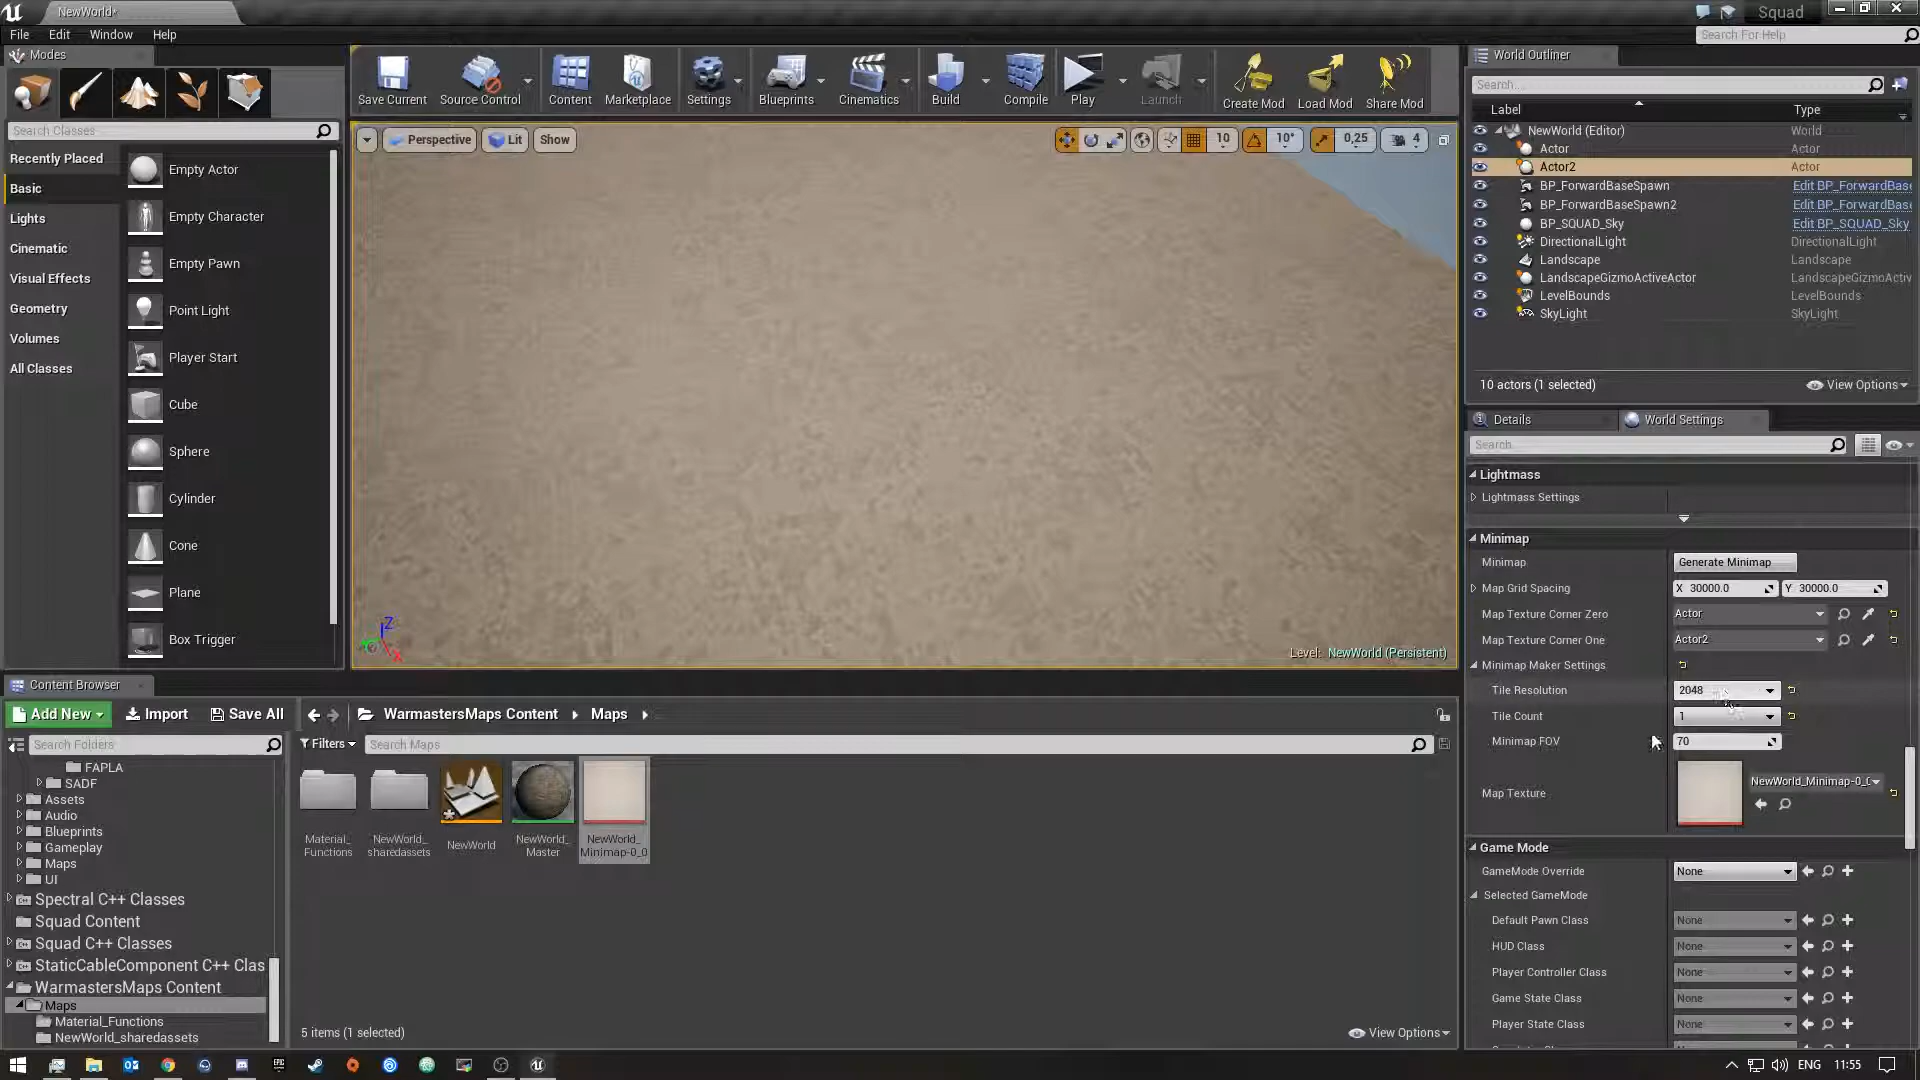 NewWorld*
Squad
File Edit Window Help
Search For Help
Modes
Search Classes
Recently Placed
Basic
Lights
Cinematic
Visual Effects
Geometry
Volumes
All Classes
Empty Actor
Empty Character
Empty Pawn
Point Light
Player Start
Cube
Sphere
Cylinder
Cone
Plane
Box Trigger
Save Current Source Control Content Marketplace Settings Blueprints Cinematics Build Compile Play Launch Create Mod Load Mod Share Mod
Perspective Lit Show
10 10° 0,25 4
Z
X
Level: NewWorld (Persistent)
World Outliner
Search...
Label Type
NewWorld (Editor) World
Actor Actor
Actor2 Actor
BP_ForwardBaseSpawn Edit BP_ForwardBase
BP_ForwardBaseSpawn2 Edit BP_ForwardBase
BP_SQUAD_Sky Edit BP_SQUAD_Sky
DirectionalLight DirectionalLight
Landscape Landscape
LandscapeGizmoActiveActor LandscapeGizmoActiv
LevelBounds LevelBounds
SkyLight SkyLight
10 actors (1 selected) View Options
Details World Settings
Search
Lightmass
Lightmass Settings
Minimap
Minimap Generate Minimap
Map Grid Spacing X 30000.0 Y 30000.0
Map Texture Corner Zero Actor
Map Texture Corner One Actor2
Minimap Maker Settings
Tile Resolution 2048
Tile Count 1
Minimap FOV 70
Map Texture NewWorld_Minimap-0_0
Game Mode
GameMode Override None
Selected GameMode
Default Pawn Class None
HUD Class None
Player Controller Class None
Game State Class None
Player State Class None
Content Browser
Add New Import Save All WarmastersMaps Content Maps
Search Folders
Filters Search Maps
FAPLA
SADF
Assets
Audio
Blueprints
Gameplay
Maps
UI
Spectral C++ Classes
Squad Content
Squad C++ Classes
StaticCableComponent C++ Clas
WarmastersMaps Content
Maps
Material_Functions
NewWorld_sharedassets
Material_
Functions
NewWorld_
sharedassets
NewWorld
NewWorld_
Master
NewWorld_
Minimap-0_0
5 items (1 selected) View Options
ENG 11:55